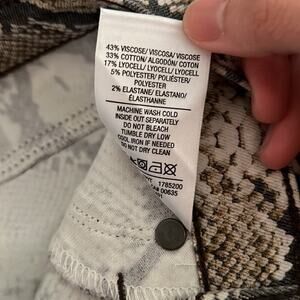 43% VISCOSE/ VISCOSA/ VISCOSE
33% COTTON/ ALGODÓN/ COTON
17% LYOCELL/ LYOCELL/ LYOCELL
5% POLYESTER/ POLIÉSTER/
POLYESTER
2% ELASTANE/ ELASTANO/
ÉLASTHANNE
MACHINE WASH COLD
INSIDE OUT SEPARATELY
DO NOT BLEACH
TUMBLE DRY LOW
COOL IRON IF NEEDED
DO NOT DRY CLEAN
1785200
00635